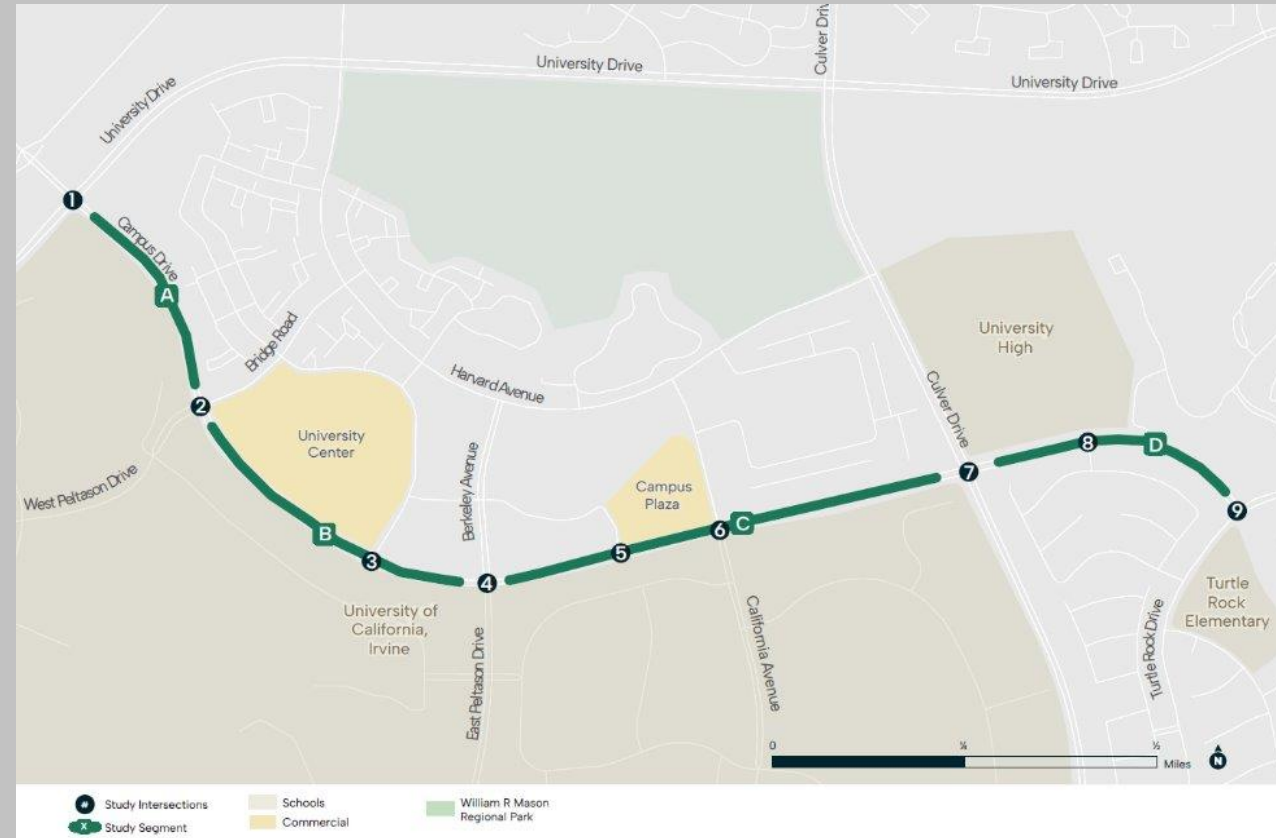 University Drive
University Drive
University Drive
Culver Drive
1
Campus Drive
A
Bridge Road
2
University
Center
Harvard Avenue
Berkeley Avenue
West Peltason Drive
B
3
4
University of
California,
Irvine
East Peltason Drive
Campus
Plaza
5
6
C
California Avenue
University
High
Culver Drive
7
8
D
9
Turtle
Rock
Elementary
Turtle Rock Drive
0 ¼ ½
Miles
N
# Study Intersections
X Study Segment
Schools
Commercial
William R Mason
Regional Park